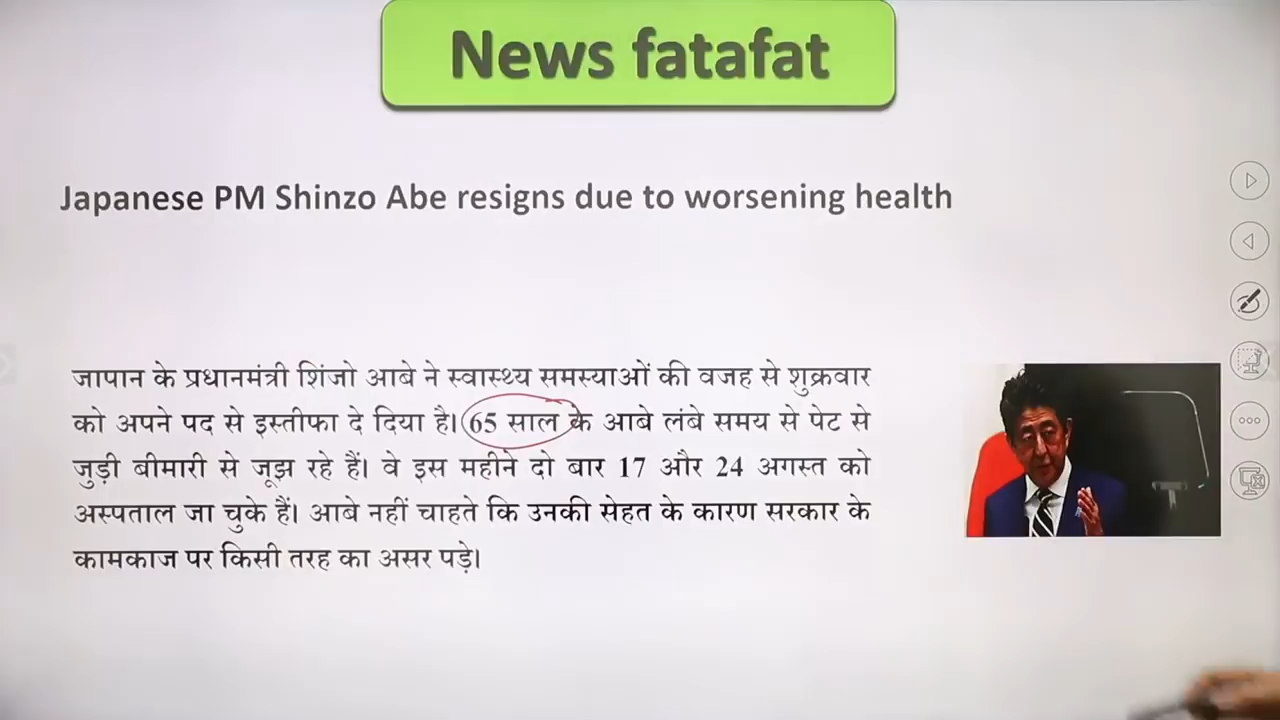 News fatafat
Japanese PM Shinzo Abe resigns due to worsening health
जापान के प्रधानमंत्री शिंजो आबे ने स्वास्थ्य समस्याओं की वजह से शुक्रवार
को अपने पद से इस्तीफा दे दिया है। 65 साल के आबे लंबे समय से पेट से
जुड़ी बीमारी से जूझ रहे हैं। वे इस महीने दो बार 17 और 24 अगस्त को
अस्पताल जा चुके हैं। आबे नहीं चाहते कि उनकी सेहत के कारण सरकार के
कामकाज पर किसी तरह का असर पड़े।